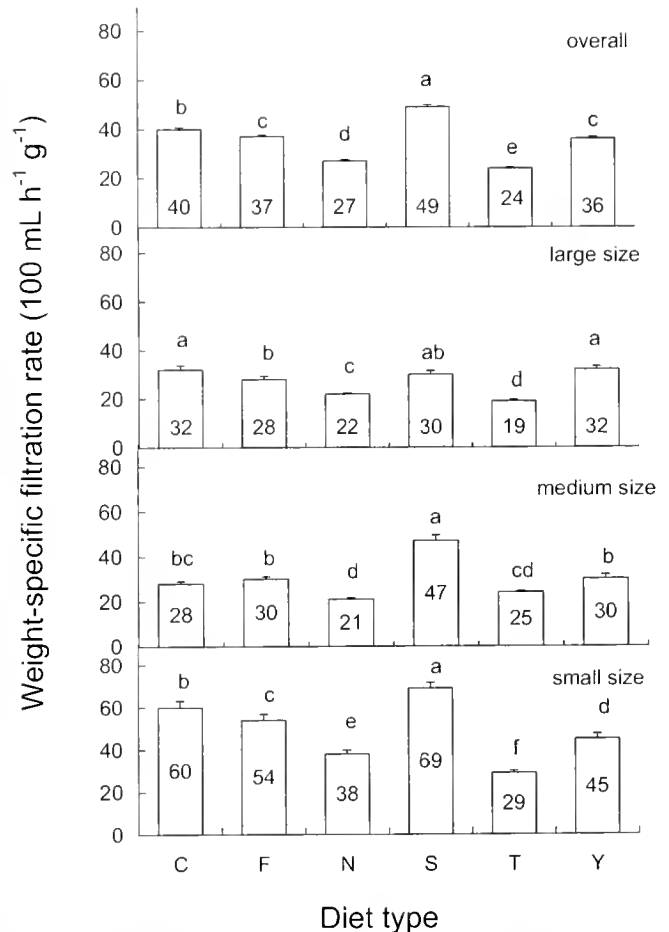 Weight-specific filtration rate (100 mL h⁻¹ g⁻¹)
overall
80
60
40
20
0
b c d a e c
40 37 27 49 24 36
large size
80
60
40
20
0
a b c ab d a
32 28 22 30 19 32
medium size
80
60
40
20
0
bc b d a cd b
28 30 21 47 25 30
small size
80
60
40
20
0
b c e a f d
60 54 38 69 29 45
C F N S T Y
Diet type